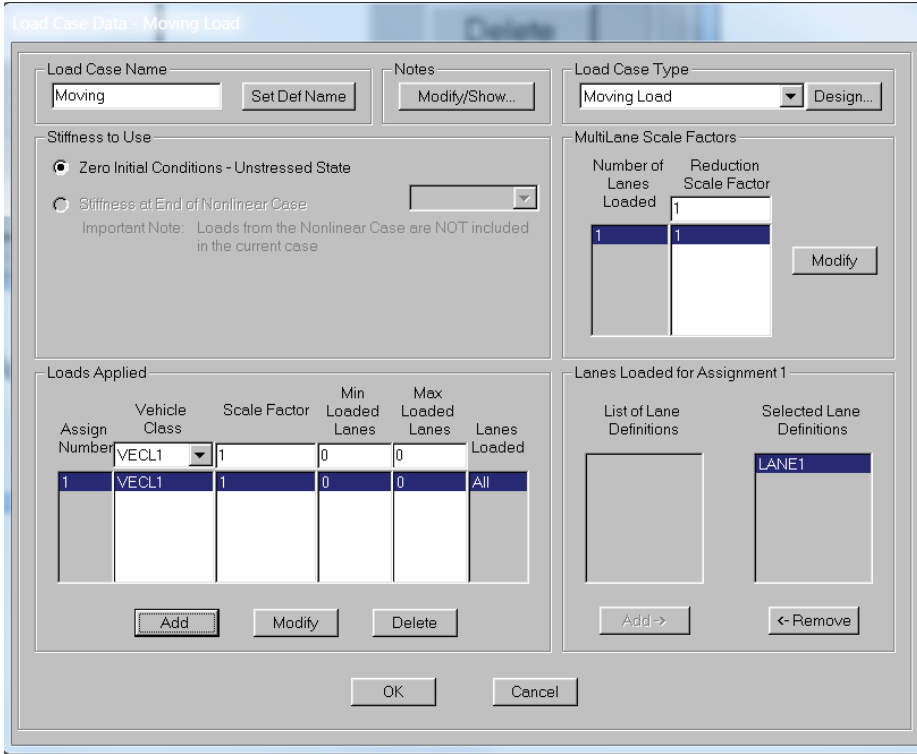 Delete
Load Case Data - Moving Load
Load Case Name
Moving
Set Def Name
Notes
Modify/Show...
Load Case Type
Moving Load
Design...
Stiffness to Use
Zero Initial Conditions - Unstressed State
Stiffness at End of Nonlinear Case
Important Note: Loads from the Nonlinear Case are NOT included
in the current case
MultiLane Scale Factors
Number of
Lanes
Loaded
Reduction
Scale Factor
1
1 1
Modify
Loads Applied
Assign
Number
Vehicle
Class
Scale Factor
Min
Loaded
Lanes
Max
Loaded
Lanes
Lanes
Loaded
VECL1 1 0 0
1 VECL1 1 0 0 All
Add
Modify
Delete
Lanes Loaded for Assignment 1
List of Lane
Definitions
Selected Lane
Definitions
LANE1
Add ->
<- Remove
OK
Cancel